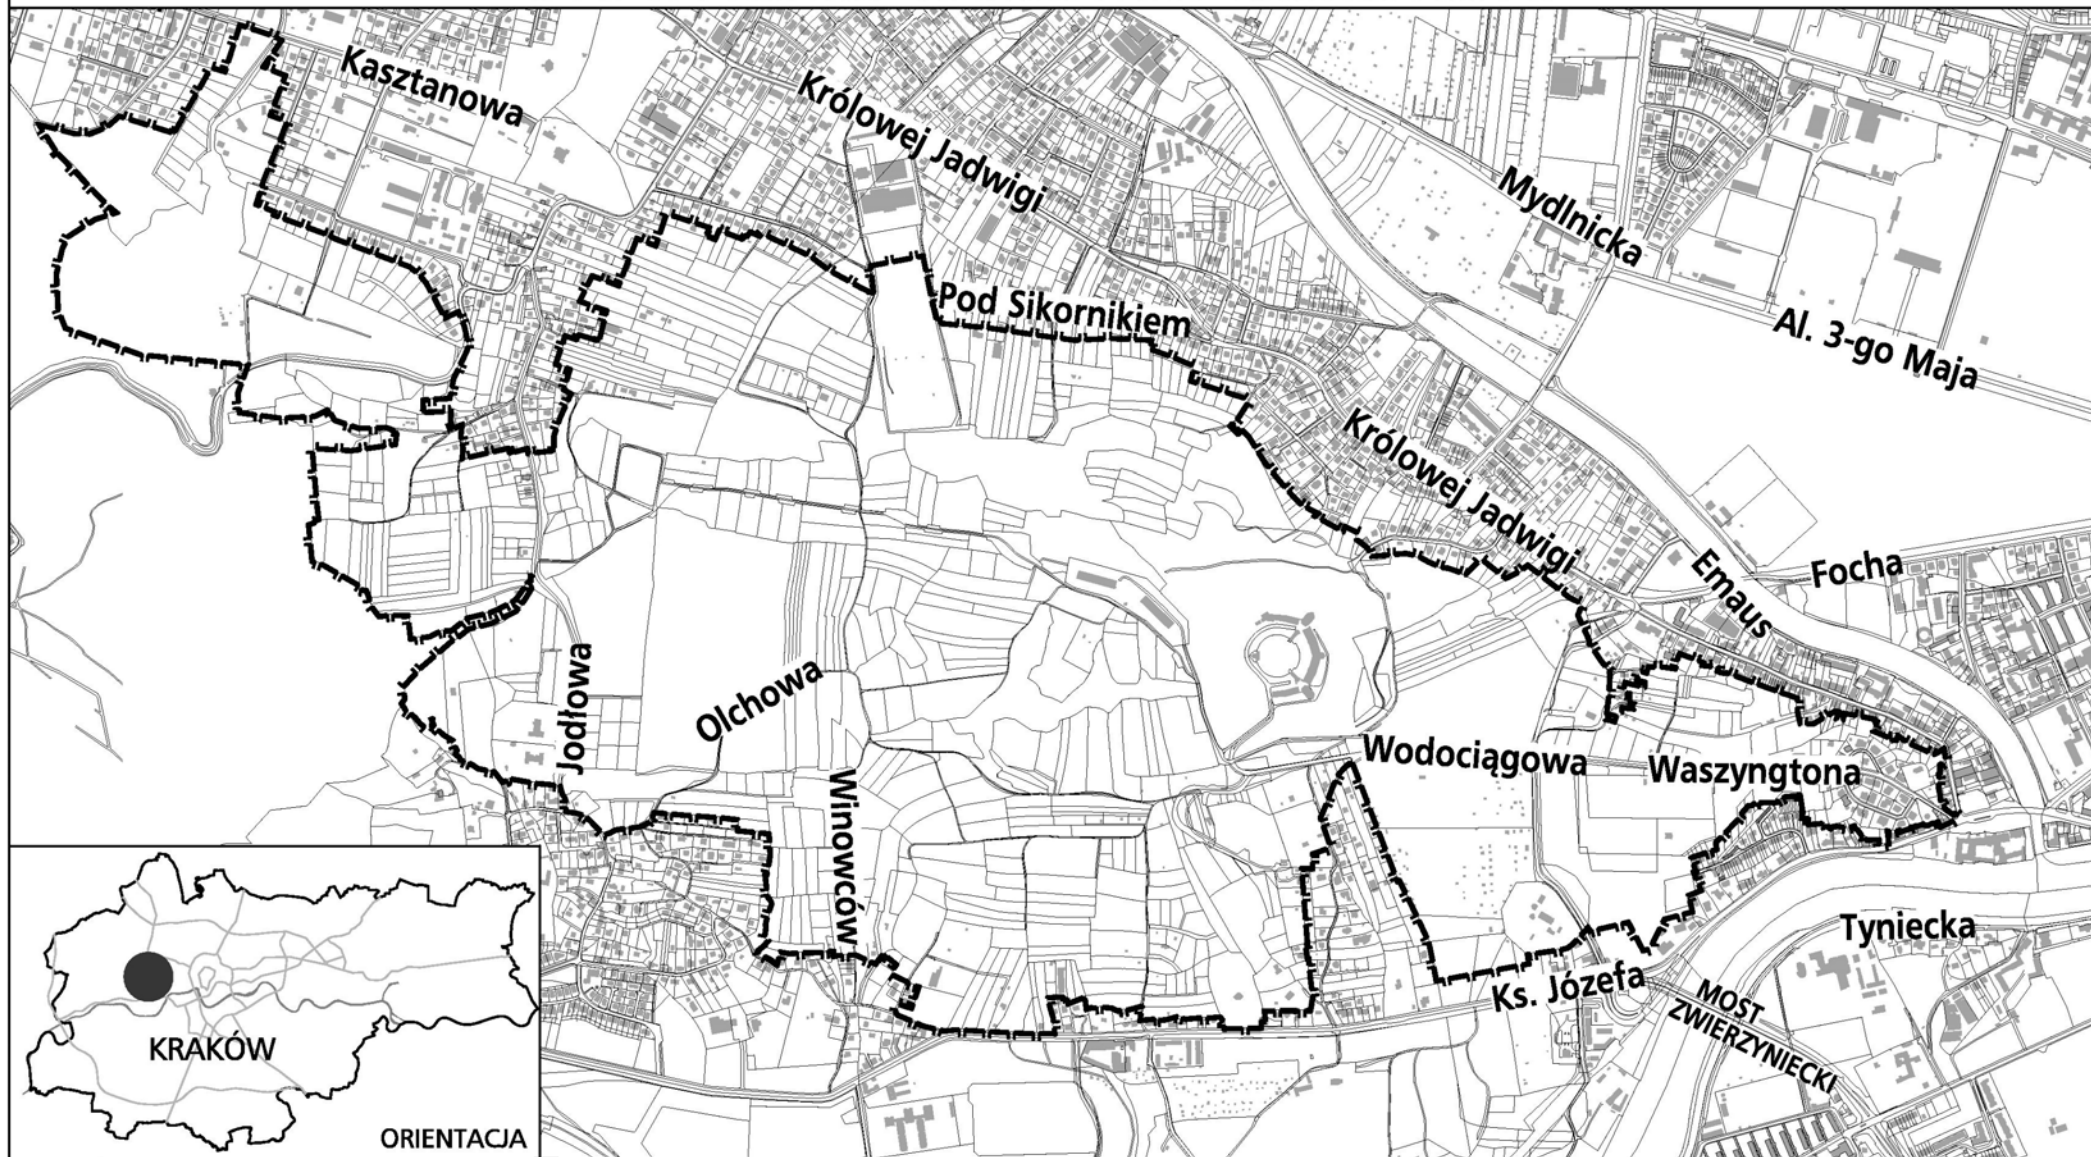 Kasztanowa
Królowej Jadwigi
Mydlnicka
Pod Sikornikiem
Al. 3-go Maja
Królowej Jadwigi
Emaus
Focha
Jodłowa
Olchowa
Wodociągowa
Waszyngtona
Winowców
Tyniecka
Ks. Józefa
MOST
ZWIERZYNIECKI
KRAKÓW
ORIENTACJA